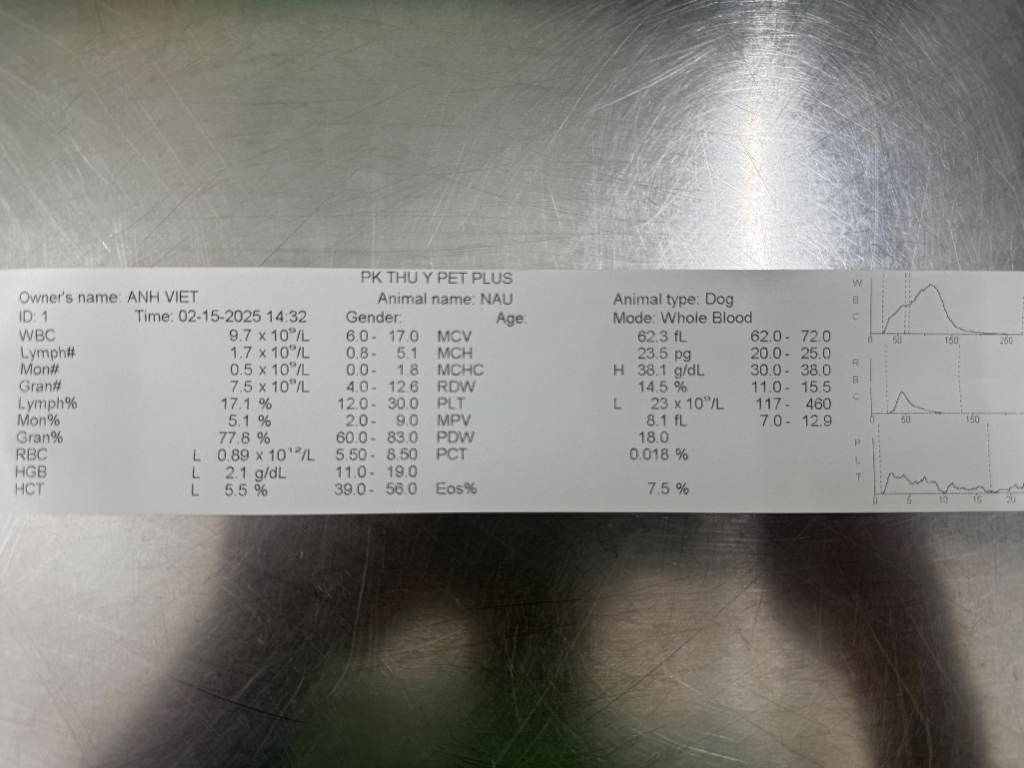 PK THU Y PET PLUS
Owner's name: ANH VIET Animal name: NAU Animal type: Dog
ID: 1 Time: 02-15-2025 14:32 Gender: Age: Mode: Whole Blood
WBC 9.7 x 10^9/L 6.0 - 17.0 MCV 62.3 fL 62.0 - 72.0
Lymph# 1.7 x 10^9/L 0.8 - 5.1 MCH 23.5 pg 20.0 - 25.0
Mon# 0.5 x 10^9/L 0.0 - 1.8 MCHC H 38.1 g/dL 30.0 - 38.0
Gran# 7.5 x 10^9/L 4.0 - 12.6 RDW 14.5 % 11.0 - 15.5
Lymph% 17.1 % 12.0 - 30.0 PLT L 23 x 10^9/L 117 - 460
Mon% 5.1 % 2.0 - 9.0 MPV 8.1 fL 7.0 - 12.9
Gran% 77.8 % 60.0 - 83.0 PDW 18.0
RBC L 0.89 x 10^12/L 5.50 - 8.50 PCT 0.018 %
HGB L 2.1 g/dL 11.0 - 19.0
HCT L 5.5 % 39.0 - 56.0 Eos% 7.5 %
WBC
0 50 150 250
RBC
0 50 150
PLT
0 5 10 15 20